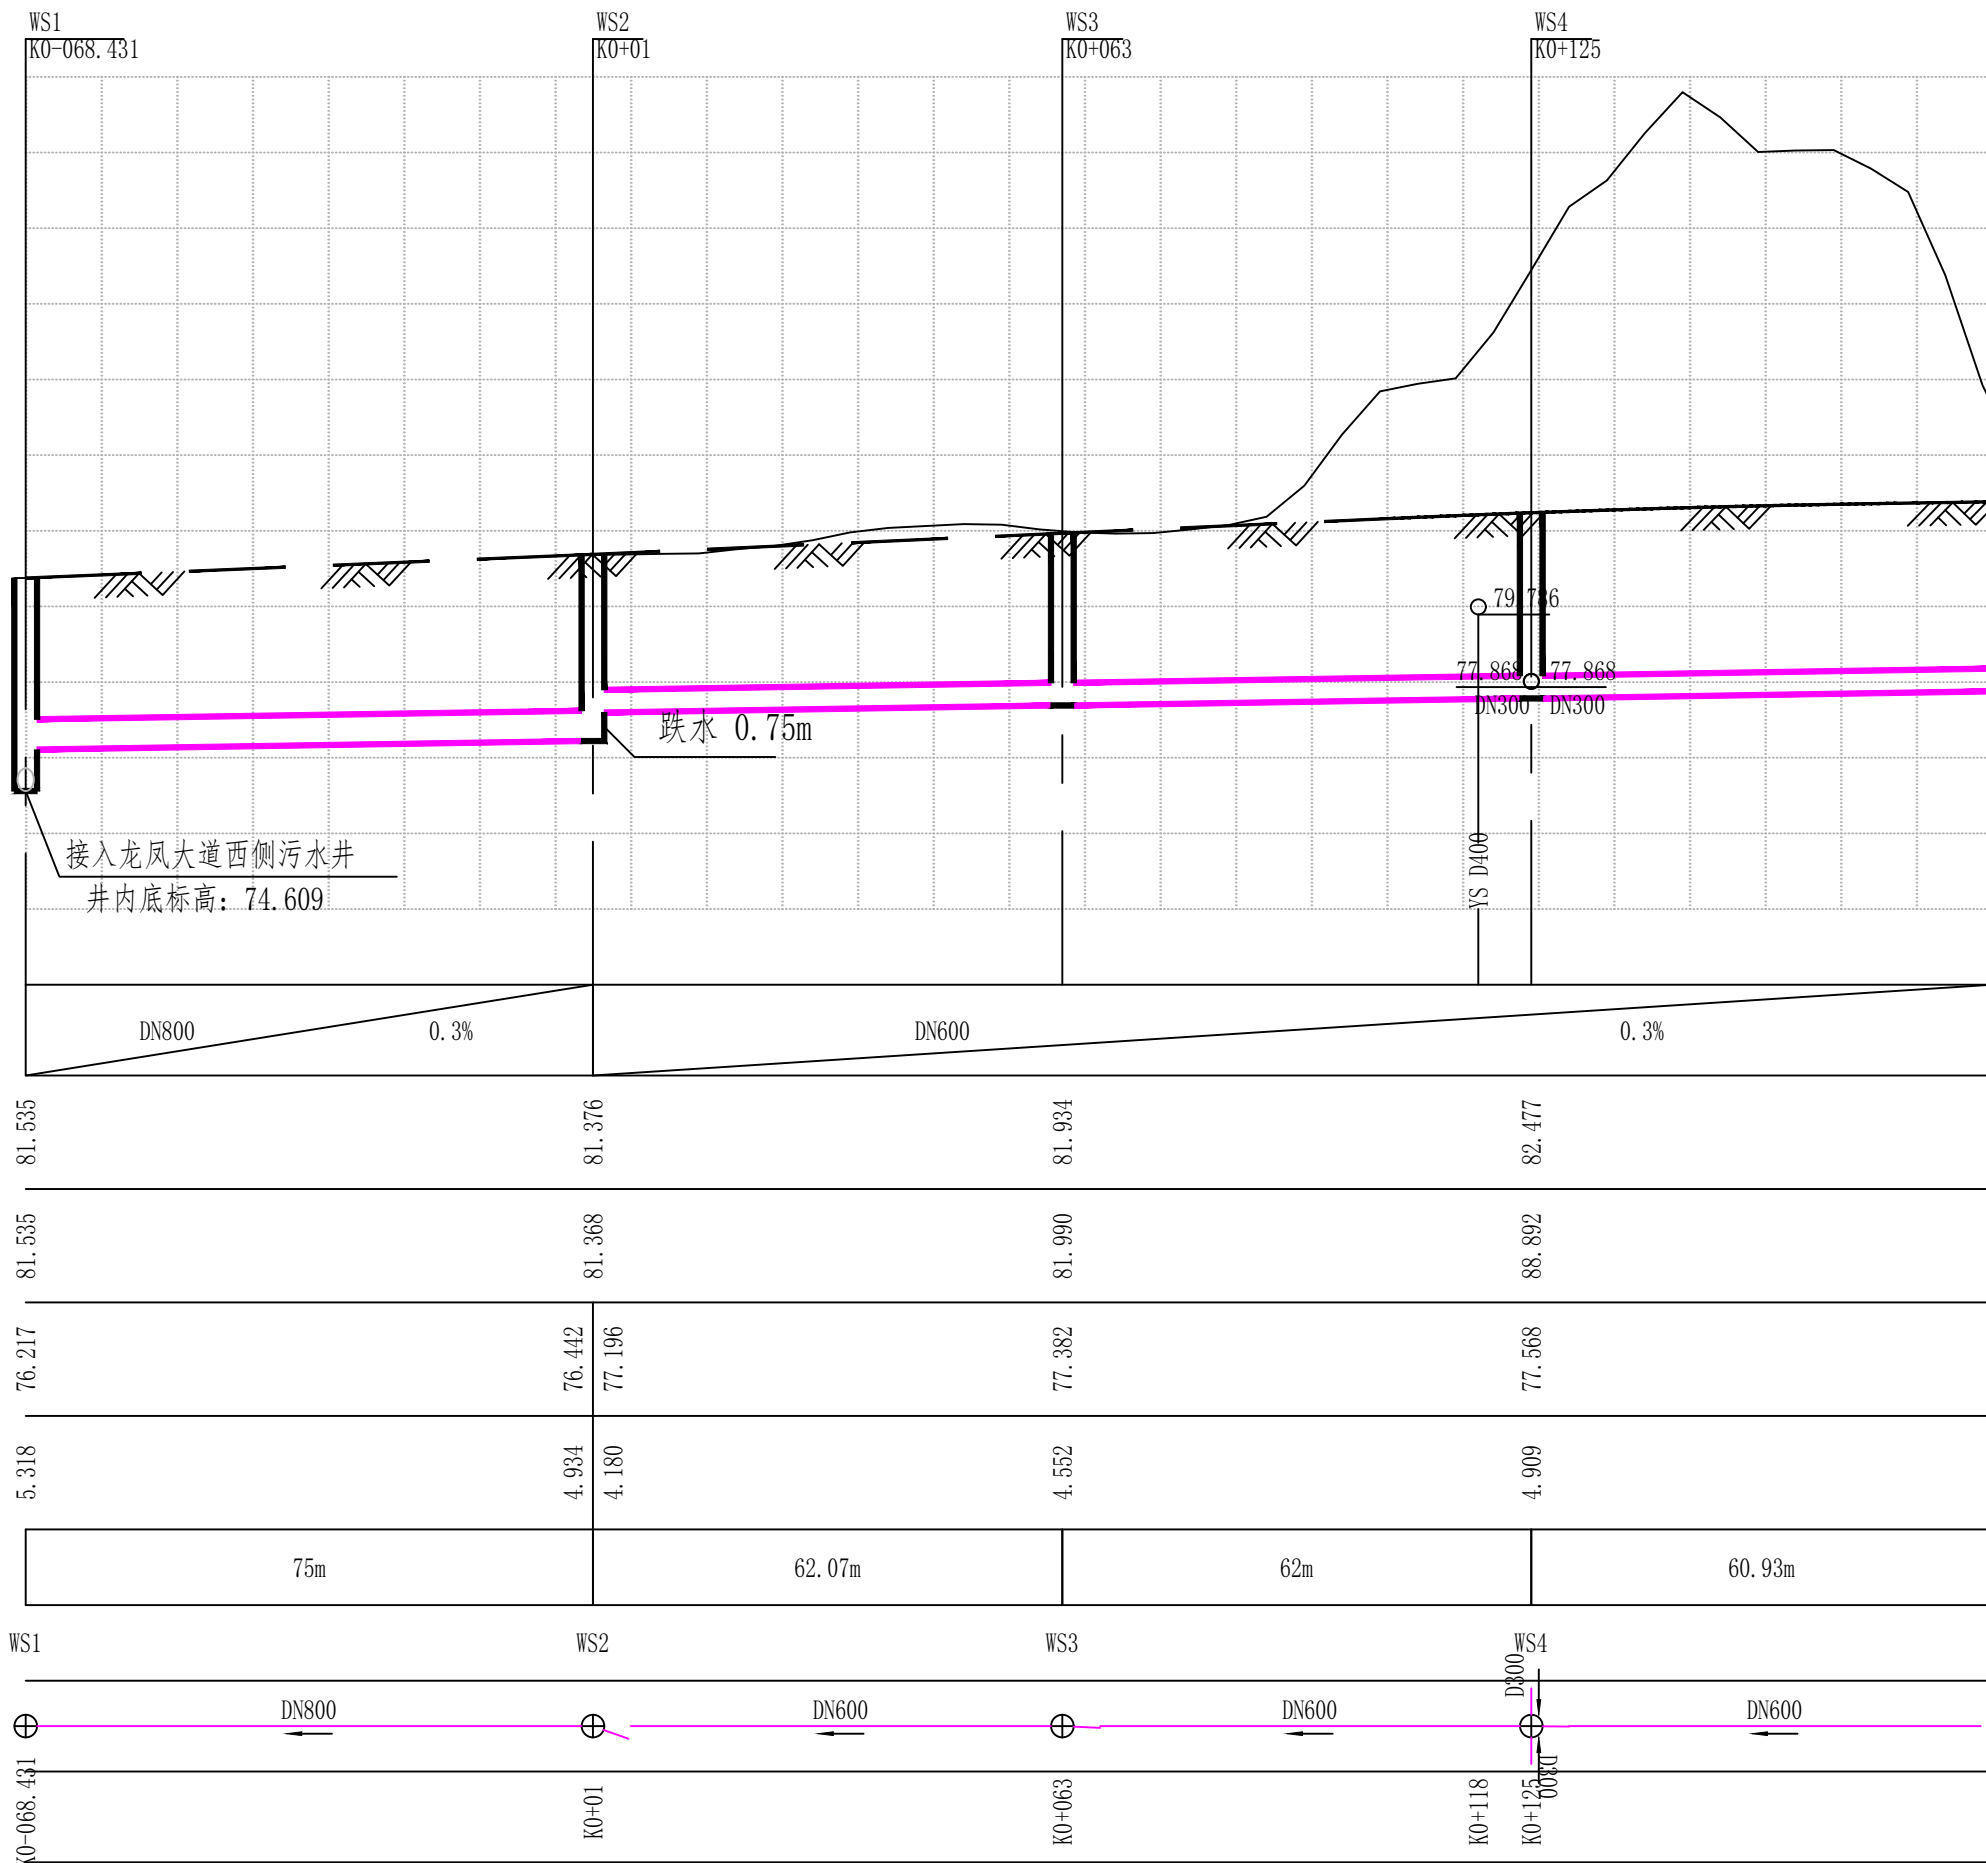 WS1
K0-068.431
WS2
K0+01
WS3
K0+063
WS4
K0+125
79.786
77.868
77.868
DN300
DN300
跌水 0.75m
YS D400
接入龙凤大道西侧污水井
井内底标高: 74.609
DN800
0.3%
DN600
0.3%
81.535
81.376
81.934
82.477
81.535
81.368
81.990
88.892
76.217
76.442
77.196
77.382
77.568
5.318
4.934
4.180
4.552
4.909
75m
62.07m
62m
60.93m
WS1
WS2
WS3
WS4
D300
DN800
DN600
DN600
DN600
D300
K0-068.431
K0+01
K0+063
K0+118
K0+125